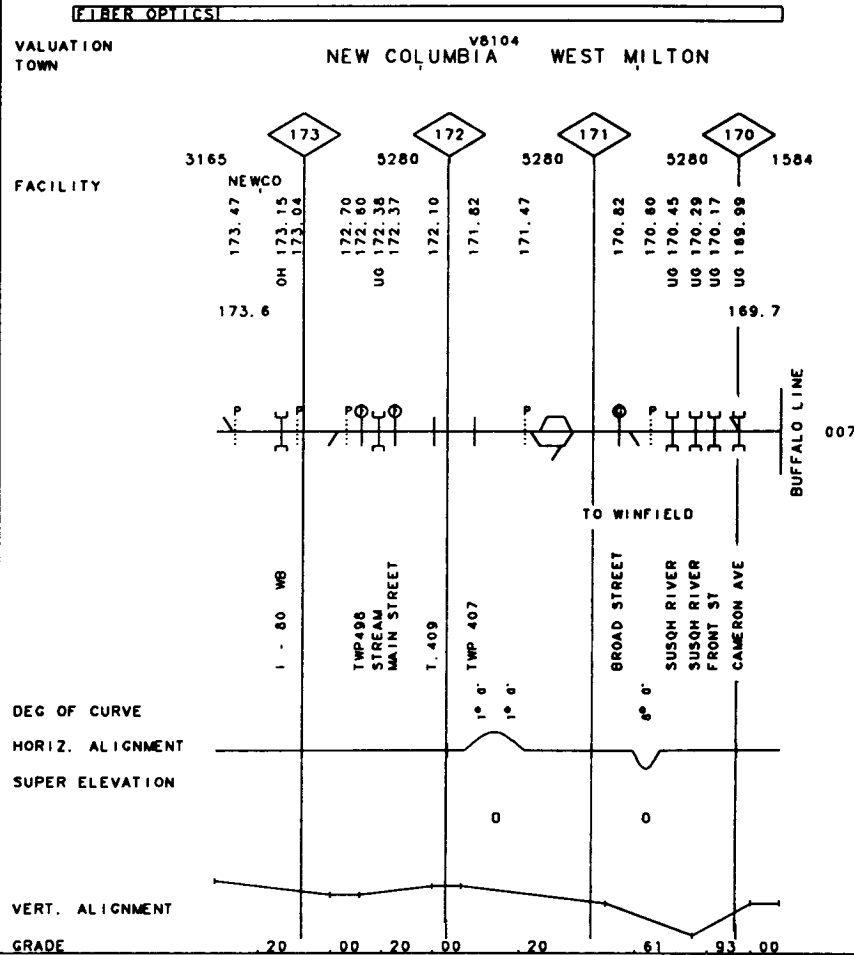 FIBER OPTICS
VALUATION V8104
TOWN NEW COLUMBIA WEST MILTON
173 172 171 170
3165 5280 5280 5280 1584
FACILITY NEWCO
173.47
OH 173.15
173.04
172.70
172.60
UG 172.38
172.37
172.10
171.82
171.47
170.82
170.60
UG 170.45
UG 170.29
UG 170.17
UG 169.99
173.6 169.7
P P P P P
BUFFALO LINE
007
TO WINFIELD
I - 80 WB
TWP498
STREAM
MAIN STREET
T.409
TWP 407
BROAD STREET
SUSQH RIVER
SUSQH RIVER
FRONT ST
CAMERON AVE
DEG OF CURVE 1° 0' 1° 0' 8° 0'
HORIZ. ALIGNMENT
SUPER ELEVATION
0 0
VERT. ALIGNMENT
GRADE .20 .00 .20 .00 .20 .61 .93 .00